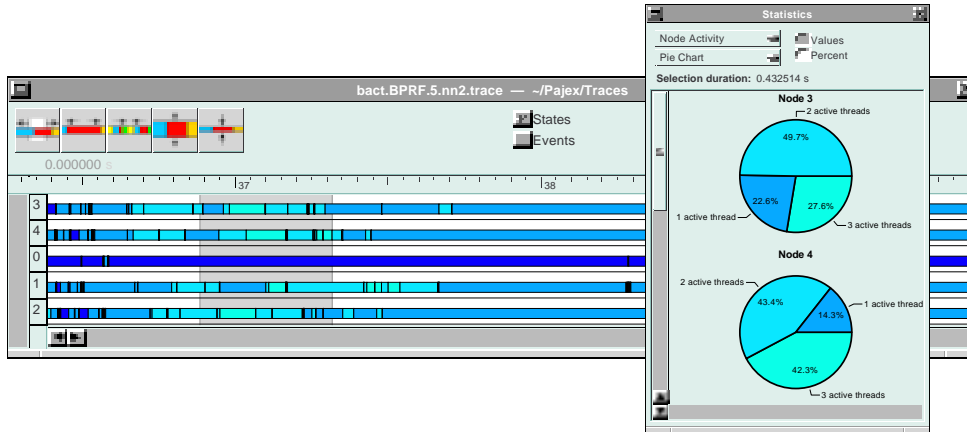 Statistics
Node Activity
Values
Pie Chart
Percent
Selection duration: 0.432514 s
Node 3
2 active threads
49.7%
22.6%
27.6%
1 active thread
3 active threads
Node 4
2 active threads
43.4%
1 active thread
14.3%
42.3%
3 active threads
bact.BPRF.5.nn2.trace — ~/Pajex/Traces
States
Events
0.000000 s
37
38
3
4
0
1
2